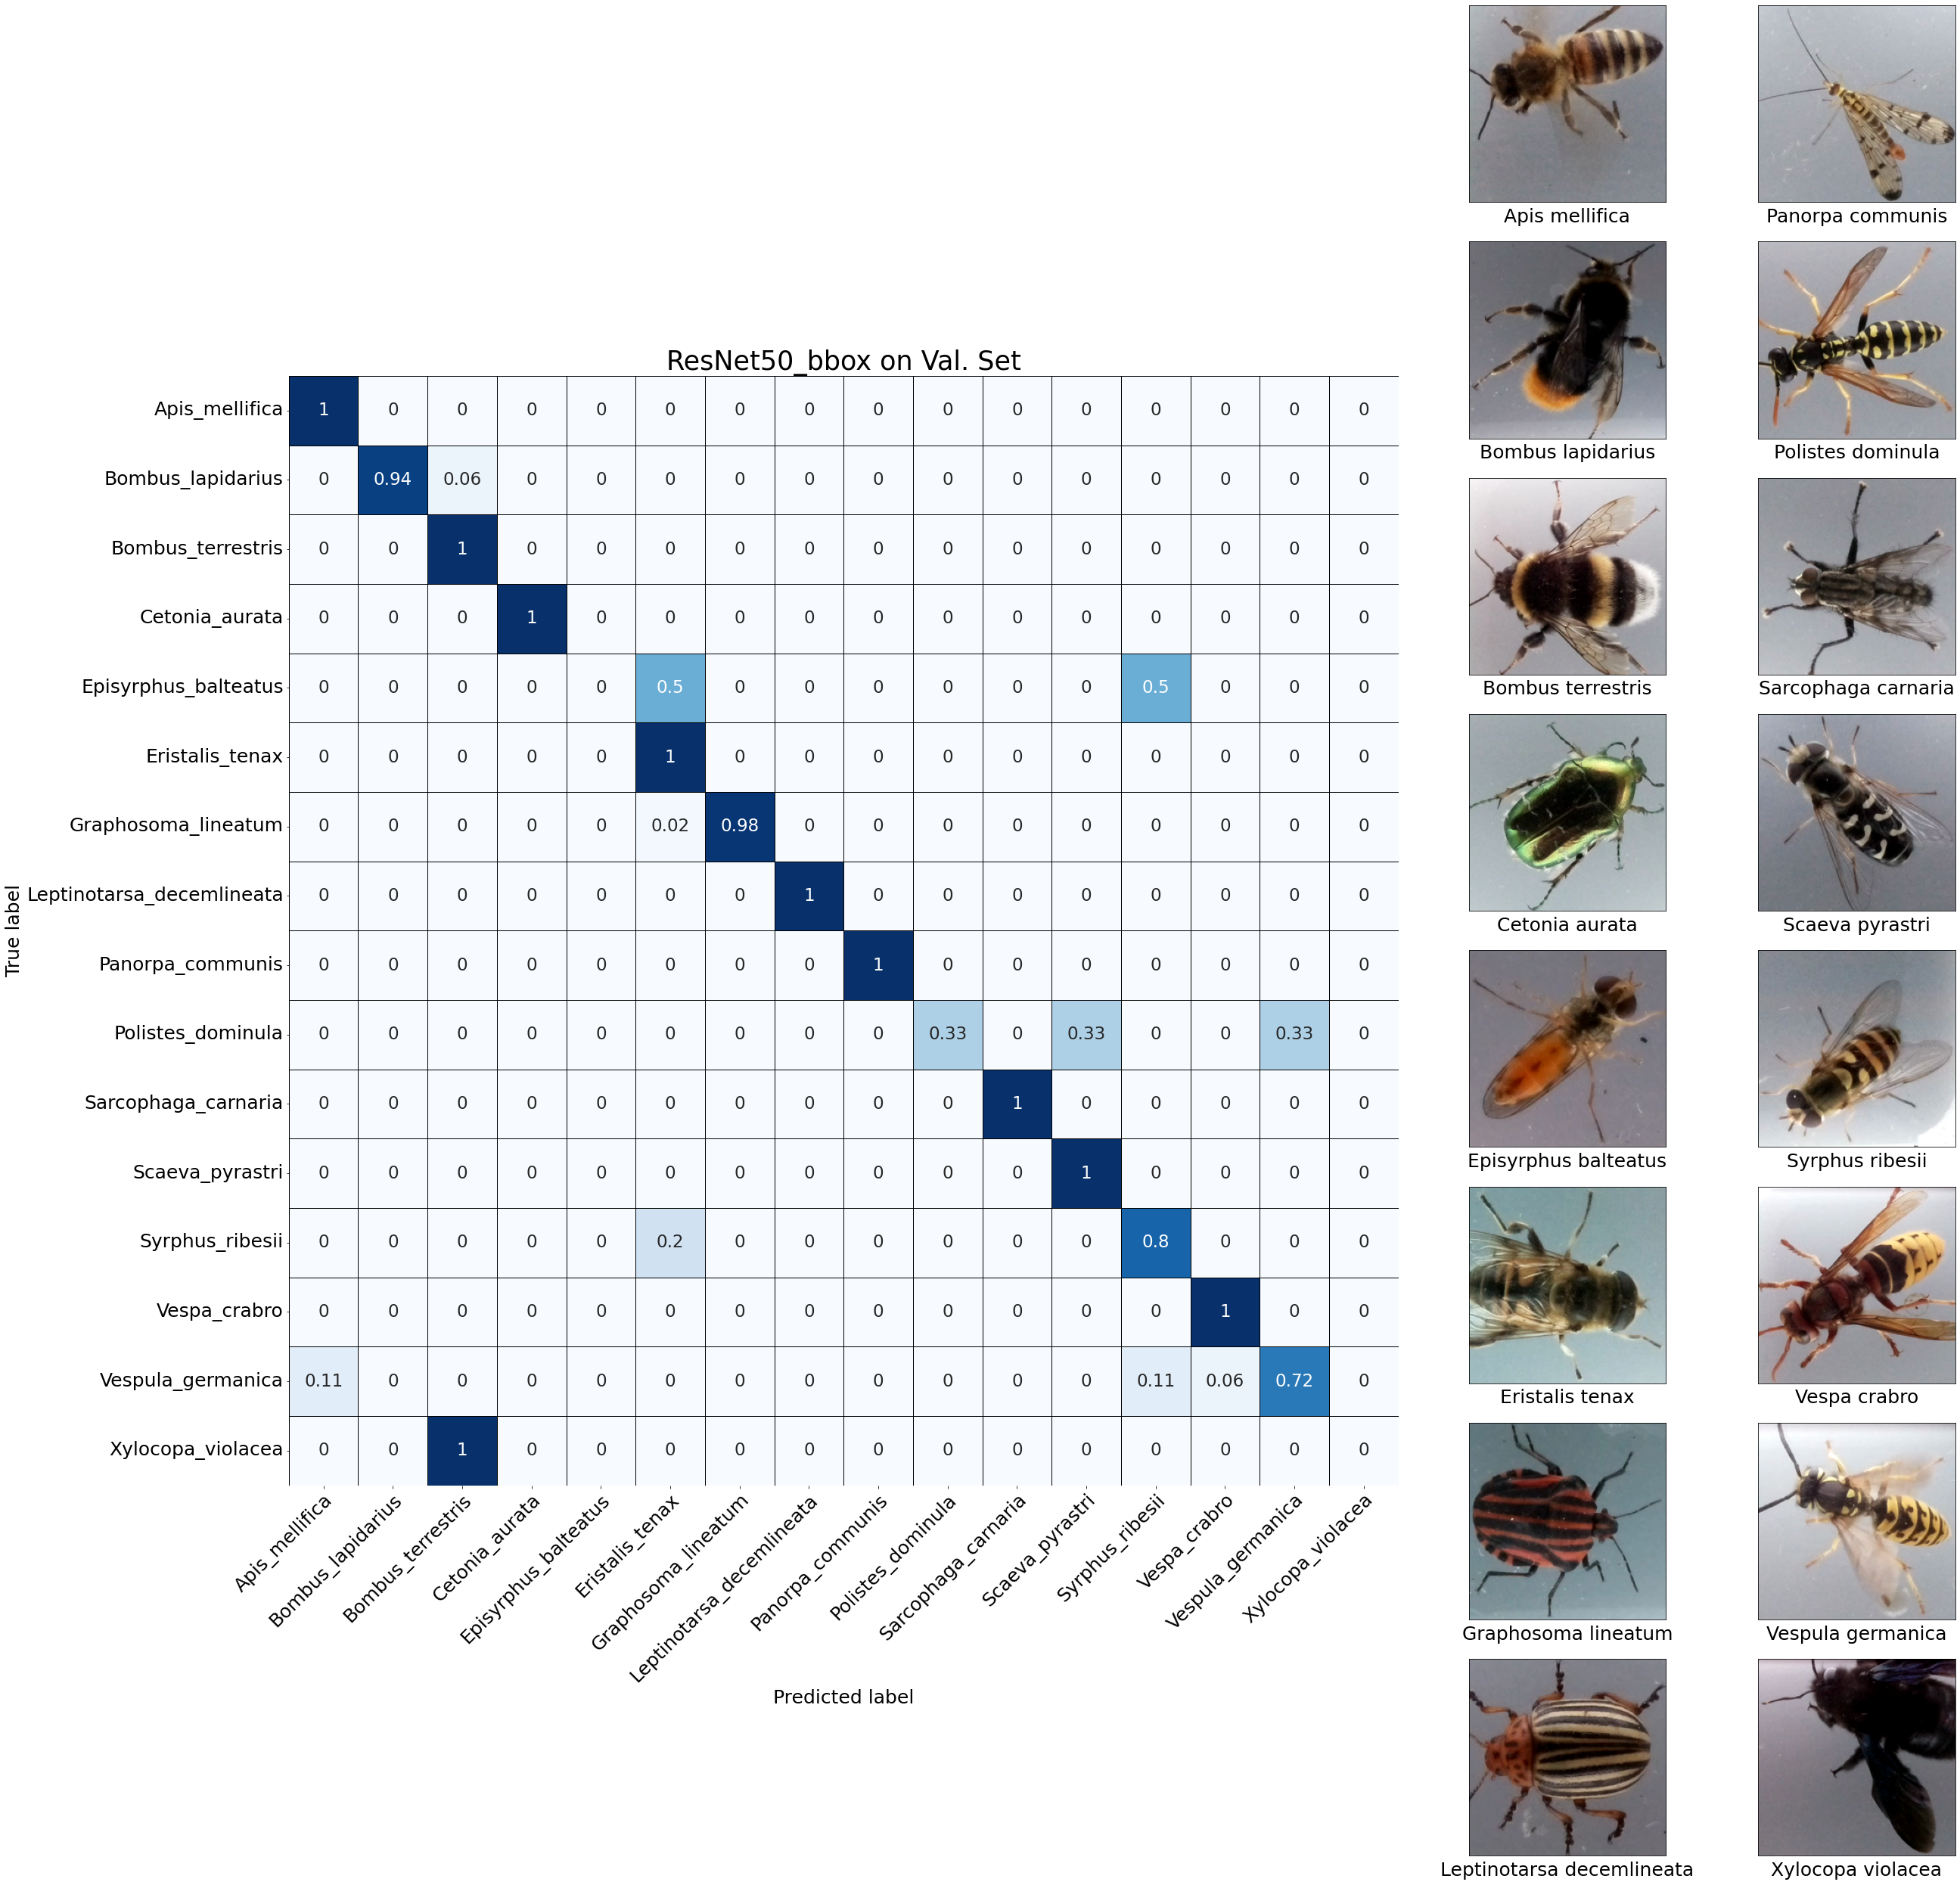 ResNet50_bbox on Val. Set
True label
Apis_mellifica 1 0 0 0 0 0 0 0 0 0 0 0 0 0 0 0
Bombus_lapidarius 0 0.94 0.06 0 0 0 0 0 0 0 0 0 0 0 0 0
Bombus_terrestris 0 0 1 0 0 0 0 0 0 0 0 0 0 0 0 0
Cetonia_aurata 0 0 0 1 0 0 0 0 0 0 0 0 0 0 0 0
Episyrphus_balteatus 0 0 0 0 0 0.5 0 0 0 0 0 0 0.5 0 0 0
Eristalis_tenax 0 0 0 0 0 1 0 0 0 0 0 0 0 0 0 0
Graphosoma_lineatum 0 0 0 0 0 0.02 0.98 0 0 0 0 0 0 0 0 0
Leptinotarsa_decemlineata 0 0 0 0 0 0 0 1 0 0 0 0 0 0 0 0
Panorpa_communis 0 0 0 0 0 0 0 0 1 0 0 0 0 0 0 0
Polistes_dominula 0 0 0 0 0 0 0 0 0 0.33 0 0.33 0 0 0.33 0
Sarcophaga_carnaria 0 0 0 0 0 0 0 0 0 0 1 0 0 0 0 0
Scaeva_pyrastri 0 0 0 0 0 0 0 0 0 0 0 1 0 0 0 0
Syrphus_ribesii 0 0 0 0 0 0.2 0 0 0 0 0 0 0.8 0 0 0
Vespa_crabro 0 0 0 0 0 0 0 0 0 0 0 0 0 1 0 0
Vespula_germanica 0.11 0 0 0 0 0 0 0 0 0 0 0 0.11 0.06 0.72 0
Xylocopa_violacea 0 0 1 0 0 0 0 0 0 0 0 0 0 0 0 0
Apis_mellifica
Bombus_lapidarius
Bombus_terrestris
Cetonia_aurata
Episyrphus_balteatus
Eristalis_tenax
Graphosoma_lineatum
Leptinotarsa_decemlineata
Panorpa_communis
Polistes_dominula
Sarcophaga_carnaria
Scaeva_pyrastri
Syrphus_ribesii
Vespa_crabro
Vespula_germanica
Xylocopa_violacea
Predicted label
Apis mellifica
Panorpa communis
Bombus lapidarius
Polistes dominula
Bombus terrestris
Sarcophaga carnaria
Cetonia aurata
Scaeva pyrastri
Episyrphus balteatus
Syrphus ribesii
Eristalis tenax
Vespa crabro
Graphosoma lineatum
Vespula germanica
Leptinotarsa decemlineata
Xylocopa violacea